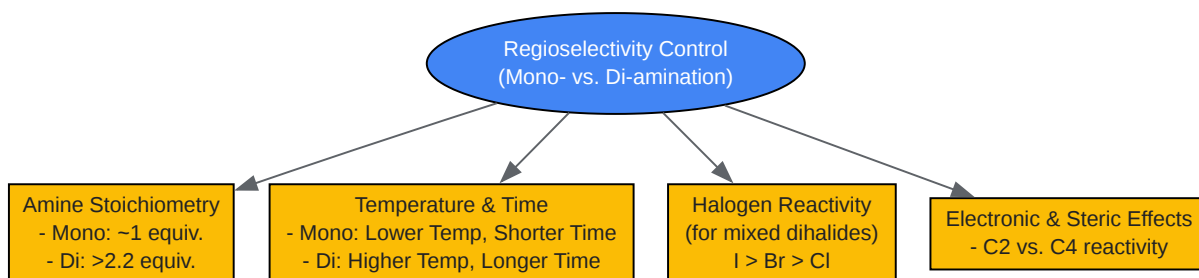 Regioselectivity Control
(Mono- vs. Di-amination)
Amine Stoichiometry
- Mono: ~1 equiv.
- Di: >2.2 equiv.
Temperature & Time
- Mono: Lower Temp, Shorter Time
- Di: Higher Temp, Longer Time
Halogen Reactivity
(for mixed dihalides)
I > Br > Cl
Electronic & Steric Effects
- C2 vs. C4 reactivity